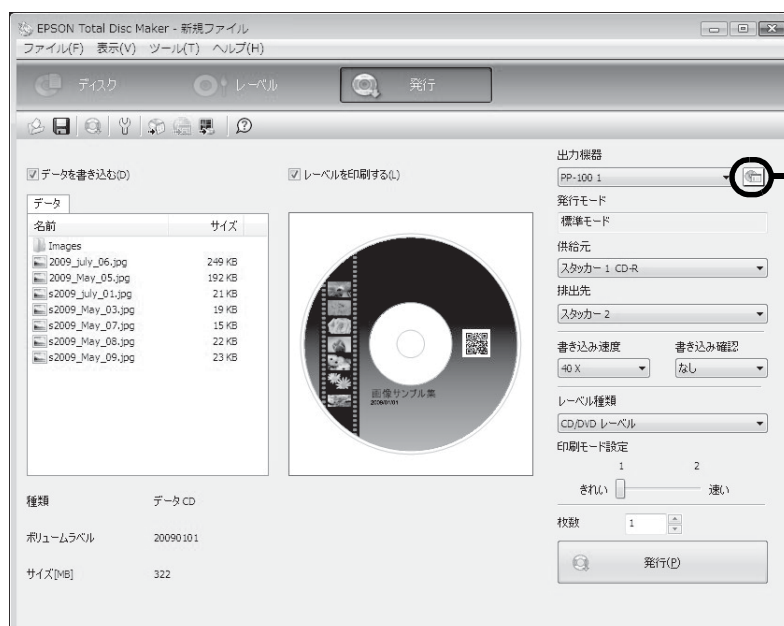 EPSON Total Disc Maker - 新規ファイル
ファイル(F) 表示(V) ツール(T) ヘルプ(H)
ディスク
レーベル
発行
データを書き込む(D)
データ
名前 サイズ
Images
2009_july_06.jpg 249 KB
2009_May_05.jpg 192 KB
s2009_july_01.jpg 21 KB
s2009_May_03.jpg 19 KB
s2009_May_07.jpg 15 KB
s2009_May_08.jpg 22 KB
s2009_May_09.jpg 23 KB
種類 データ CD
ボリュームラベル 20090101
サイズ[MB] 322
レーベルを印刷する(L)
画像サンプル集
2009/01/01
出力機器
PP-100 1
発行モード
標準モード
供給元
スタッカー 1 CD-R
排出先
スタッカー 2
書き込み速度 書き込み確認
40 X なし
レーベル種類
CD/DVD レーベル
印刷モード設定
1 2
きれい 速い
枚数 1
発行(P)